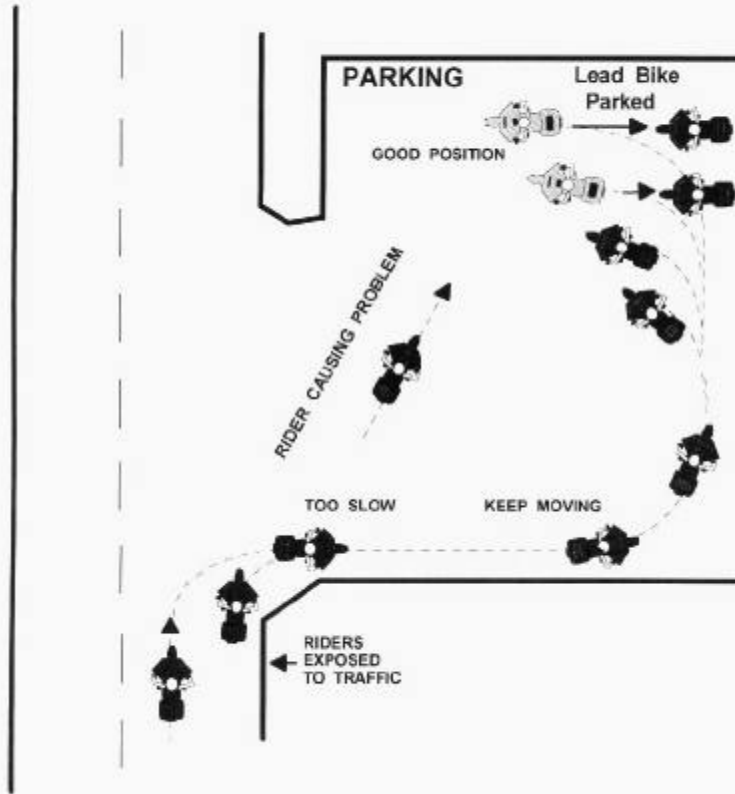 PARKING
Lead Bike
Parked
GOOD POSITION
RIDER CAUSING PROBLEM
TOO SLOW
KEEP MOVING
RIDERS
EXPOSED
TO TRAFFIC